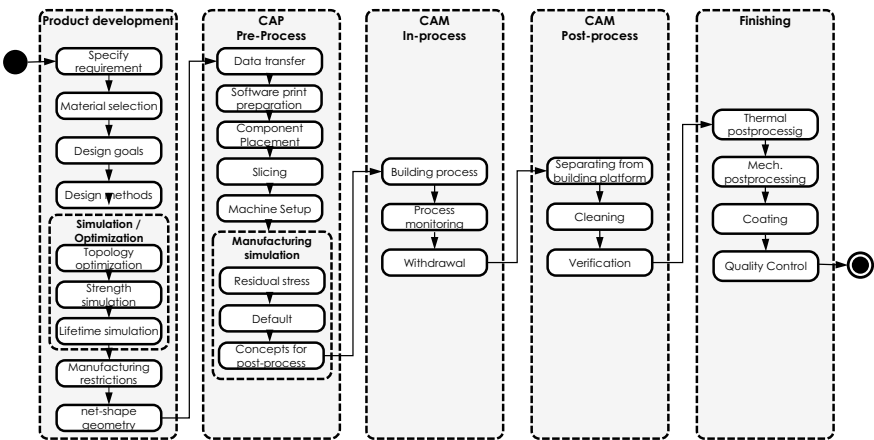 Product development
Specify
requirement
Material selection
Design goals
Design methods
Simulation /
Optimization
Topology
optimization
Strength
simulation
Lifetime simulation
Manufacturing
restrictions
net-shape
geometry
CAP
Pre-Process
Data transfer
Software print
preparation
Component
Placement
Slicing
Machine Setup
Manufacturing
simulation
Residual stress
Default
Concepts for
post-process
CAM
In-process
Building process
Process
monitoring
Withdrawal
CAM
Post-process
Separating from
building platform
Cleaning
Verification
Finishing
Thermal
postprocessig
Mech.
postprocessing
Coating
Quality Control